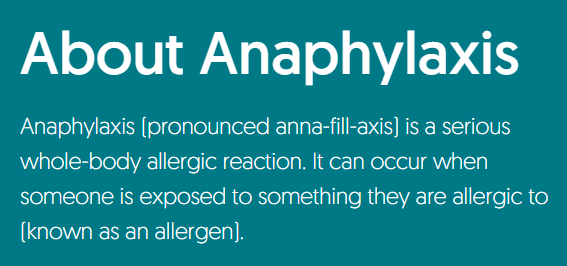 About Anaphylaxis
Anaphylaxis (pronounced anna-fill-axis) is a serious
whole-body allergic reaction. It can occur when
someone is exposed to something they are allergic to
(known as an allergen).